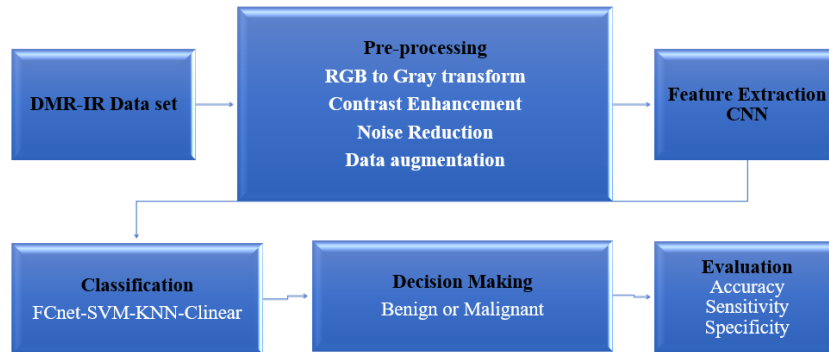 DMR-IR Data set
Pre-processing
RGB to Gray transform
Contrast Enhancement
Noise Reduction
Data augmentation
Feature Extraction
CNN
Classification
FCnet-SVM-KNN-Clinear
Decision Making
Benign or Malignant
Evaluation
Accuracy
Sensitivity
Specificity